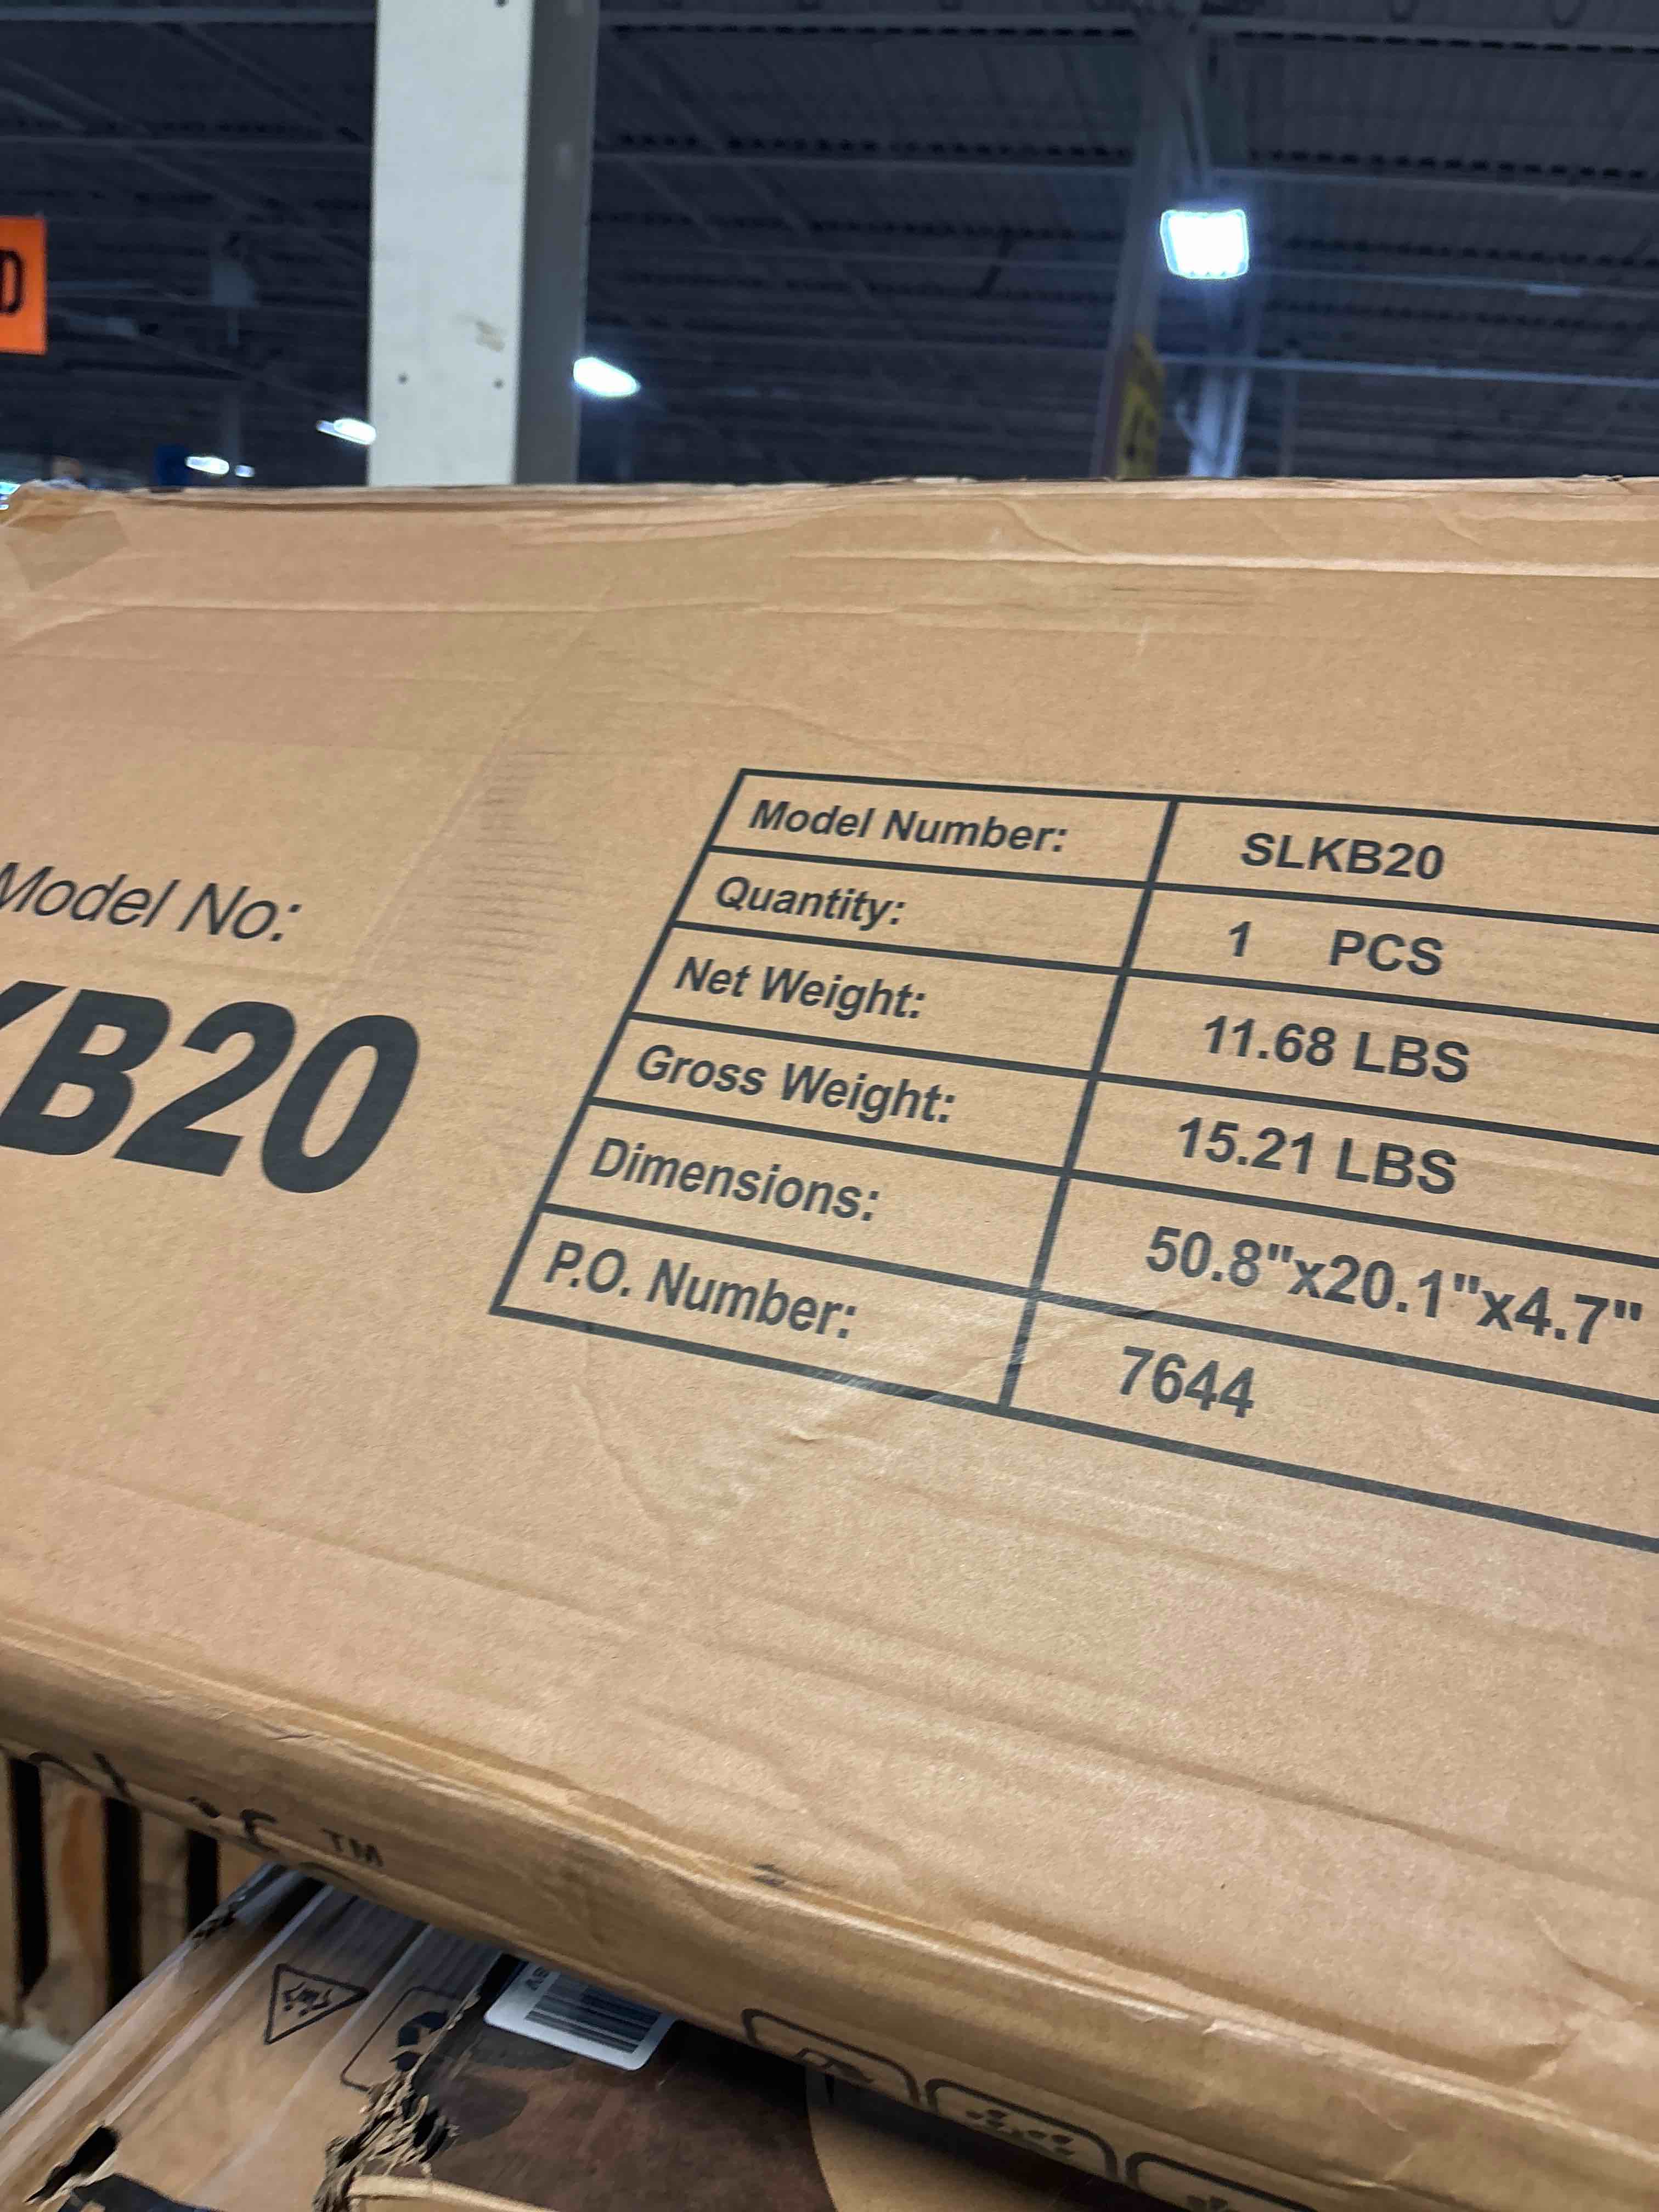 D
Model No:
KB20
Model Number: SLKB20
Quantity: 1 PCS
Net Weight: 11.68 LBS
Gross Weight: 15.21 LBS
Dimensions: 50.8"x20.1"x4.7"
P.O. Number: 7644
TM